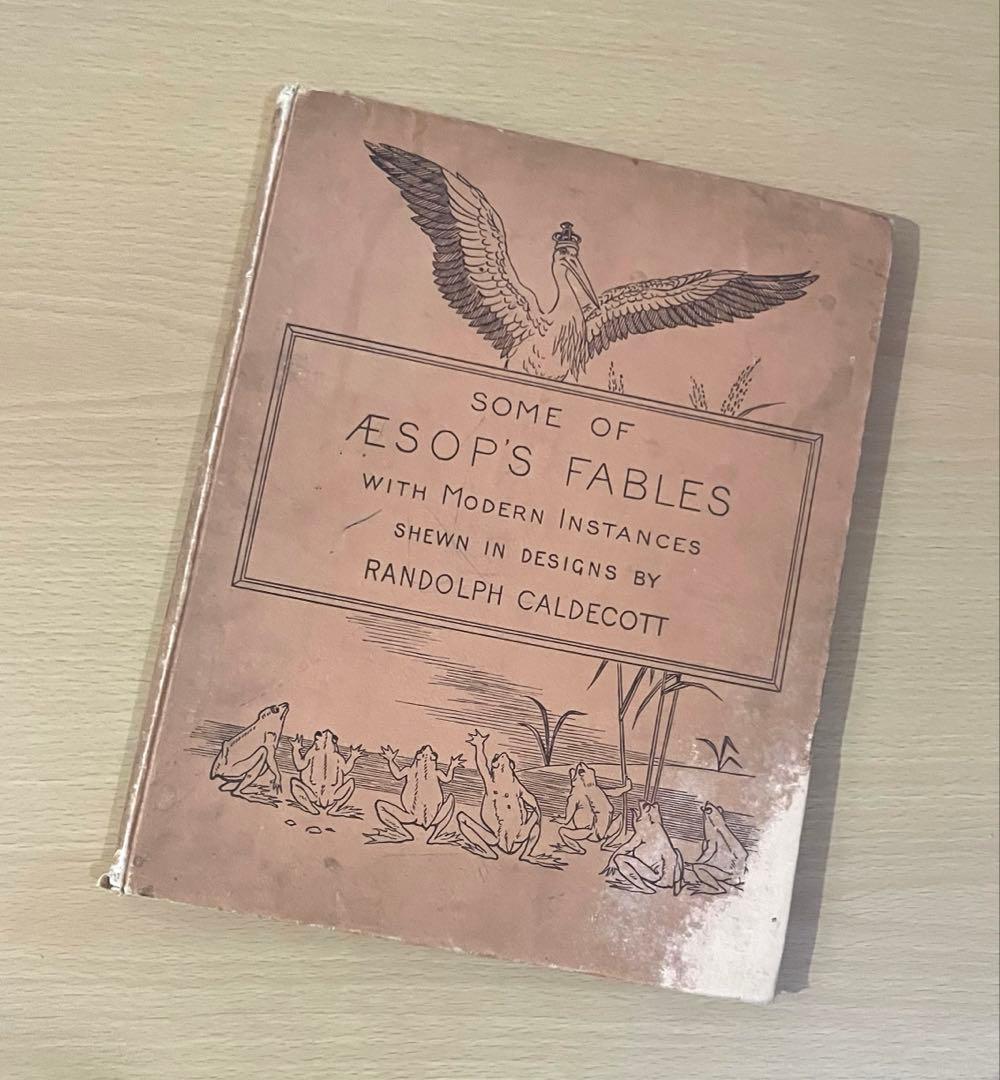 SOME OF
ÆSOP'S FABLES
WITH MODERN INSTANCES
SHEWN IN DESIGNS BY
RANDOLPH CALDECOTT